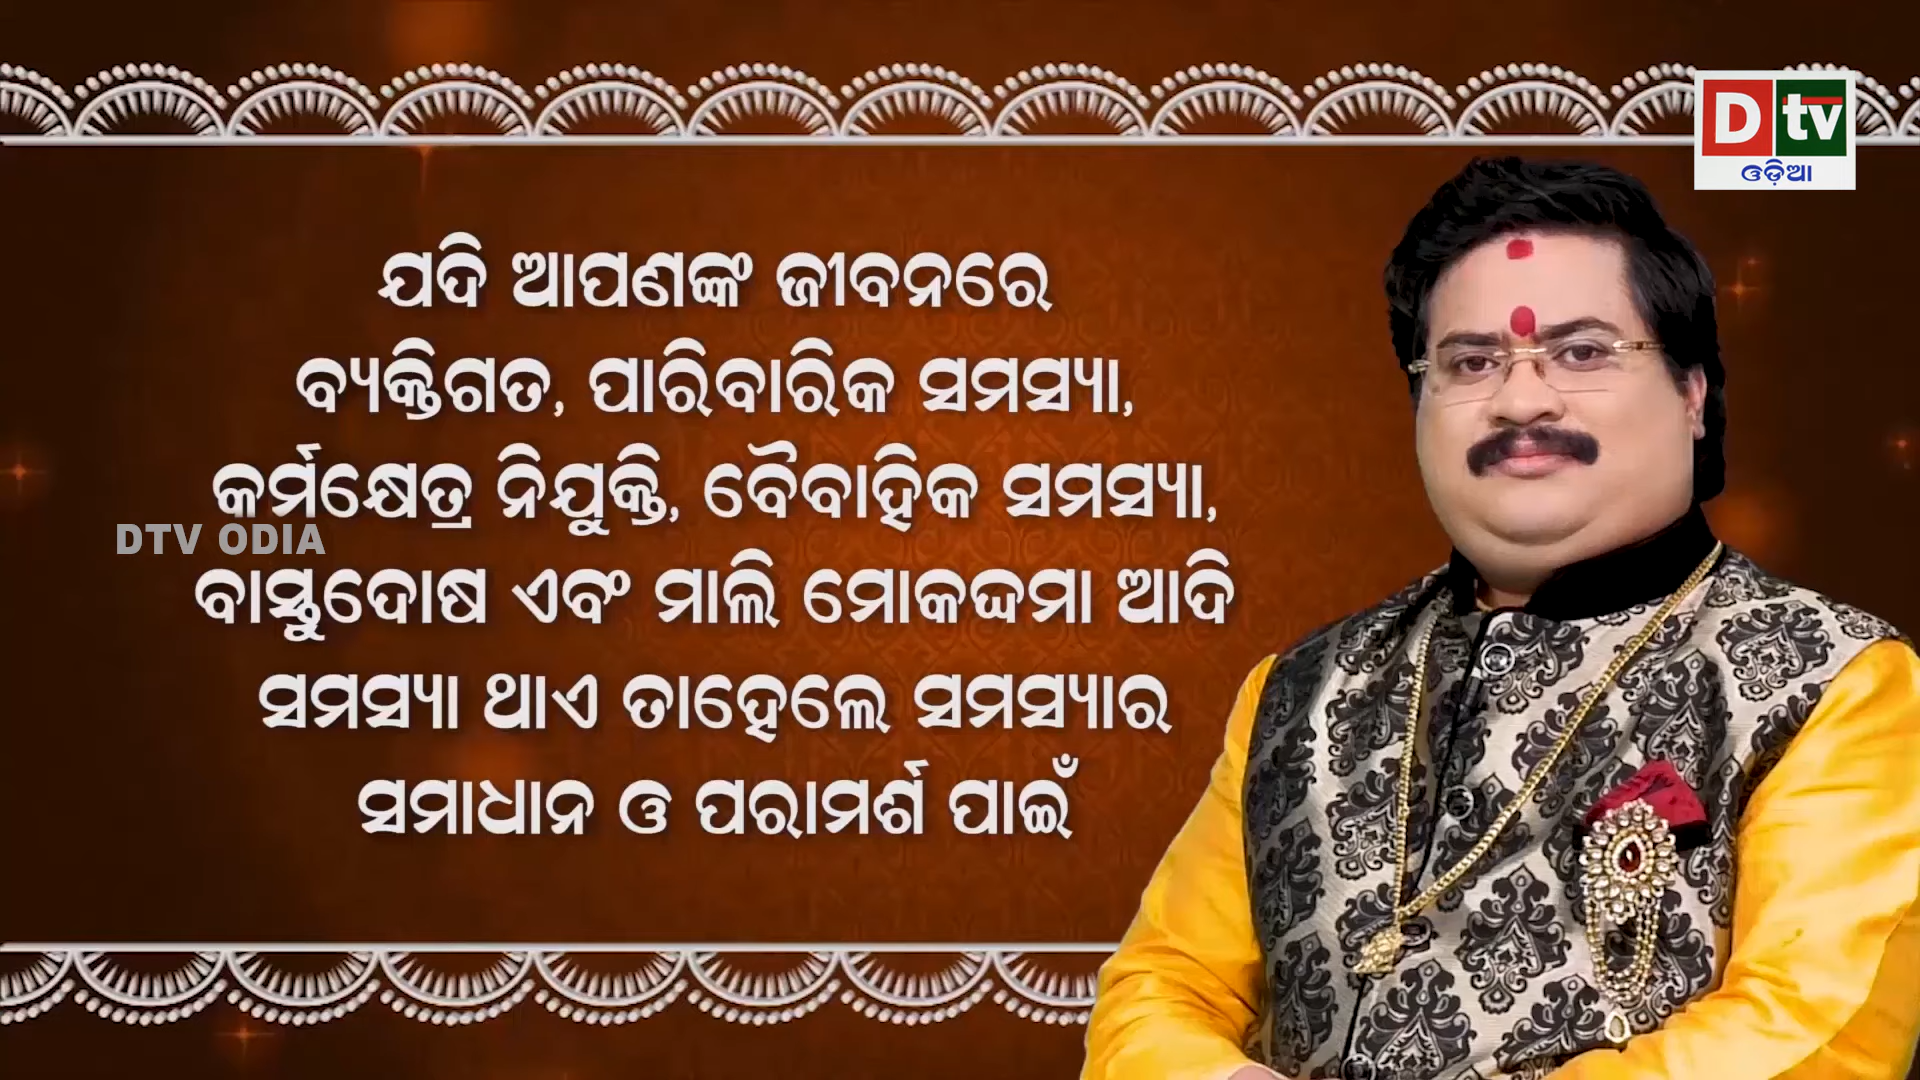 D tv
ଓଡ଼ିଆ
ଯଦି ଆପଣଙ୍କ ଜୀବନରେ
ବ୍ୟକ୍ତିଗତ, ପାରିବାରିକ ସମସ୍ୟା,
କର୍ମକ୍ଷେତ୍ର ନିଯୁକ୍ତି, ବୈବାହିକ ସମସ୍ୟା,
DTV ODIA
ବାସ୍ତୁଦୋଷ ଏବଂ ମାଲି ମୋକଦ୍ଦମା ଆଦି
ସମସ୍ୟା ଥାଏ ତାହେଲେ ସମସ୍ୟାର
ସମାଧାନ ଓ ପରାମର୍ଶ ପାଇଁ